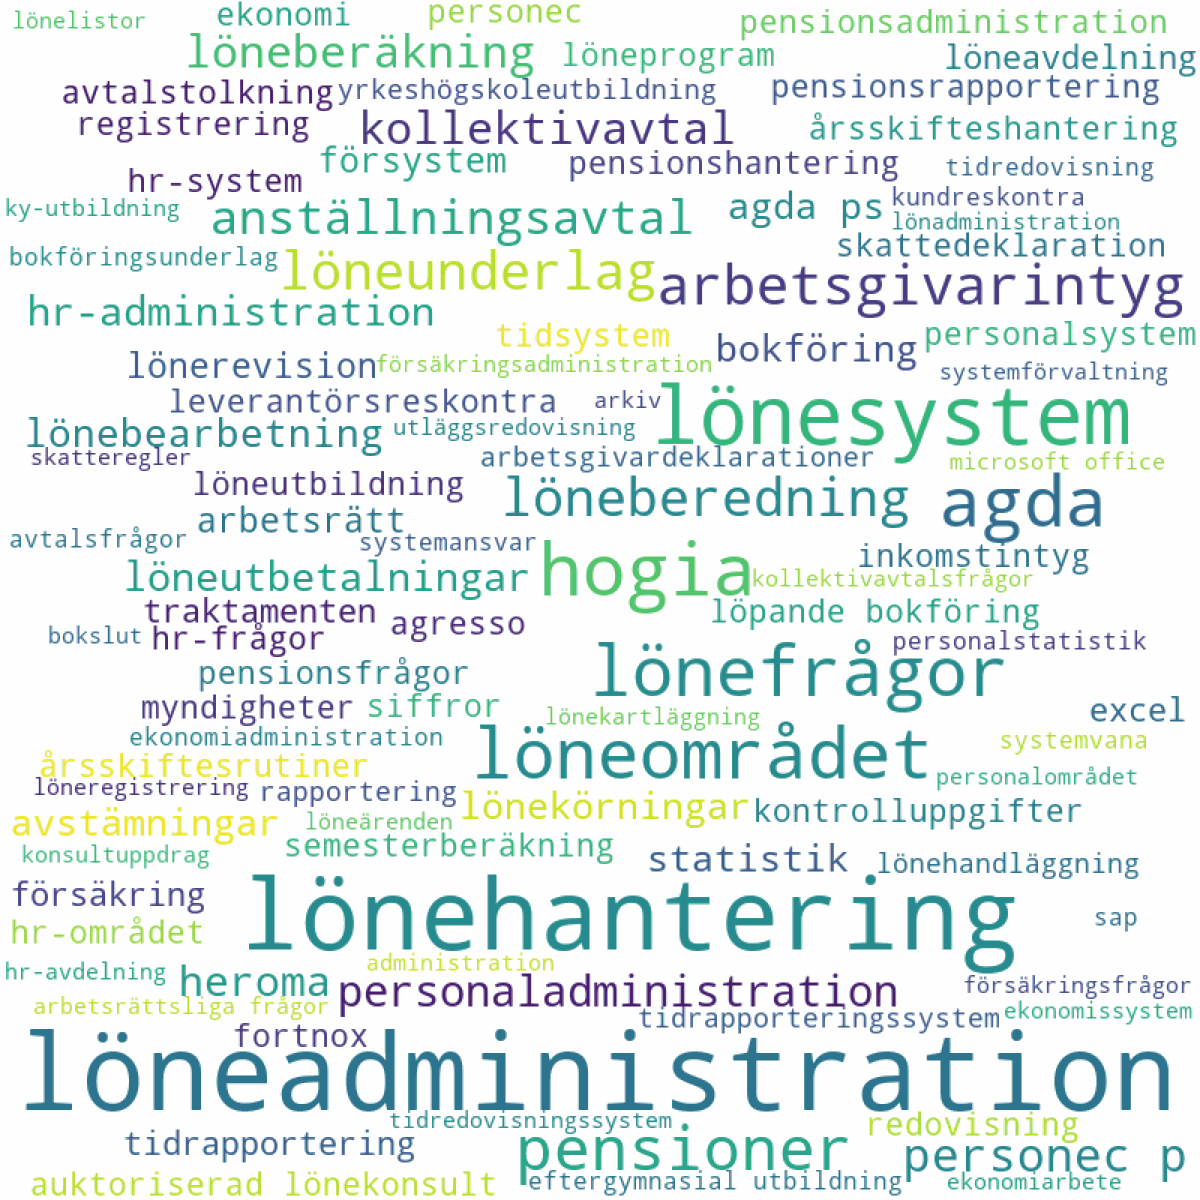 lönelistor
ekonomi
personec
pensionsadministration
löneberäkning
löneprogram
löneavdelning
avtalstolkning
yrkeshögskoleutbildning
pensionsrapportering
registrering
kollektivavtal
årsskifteshantering
försystem
pensionshantering
tidredovisning
hr-system
kundreskontra
ky-utbildning
anställningsavtal
agda ps
lönadministration
bokföringsunderlag
löneunderlag
skattedeklaration
arbetsgivarintyg
hr-administration
tidsystem
bokföring
personalsystem
lönerevision
försäkringsadministration
systemförvaltning
leverantörsreskontra
arkiv
lönesystem
lönebearbetning
utläggsredovisning
skatteregler
arbetsgivardeklarationer
microsoft office
löneutbildning
löneberedning
agda
arbetsrätt
avtalsfrågor
systemansvar
hogia
inkomstintyg
löneutbetalningar
kollektivavtalsfrågor
traktamenten
agresso
löpande bokföring
bokslut
hr-frågor
personalstatistik
pensionsfrågor
lönefrågor
myndigheter
siffror
lönekartläggning
excel
ekonomiadministration
löneområdet
systemvana
årsskiftesrutiner
personalområdet
löneregistrering
rapportering
lönekörningar
kontrolluppgifter
avstämningar
löneärenden
konsultuppdrag
semesterberäkning
statistik
lönehandläggning
försäkring
lönehantering
sap
hr-området
hr-avdelning
heroma
administration
personaladministration
försäkringsfrågor
arbetsrättsliga frågor
tidrapporteringssystem
ekonomissystem
fortnox
löneadministration
tidredovisningssystem
redovisning
tidrapportering
pensioner
personec p
auktoriserad lönekonsult
eftergymnasial utbildning
ekonomiarbete